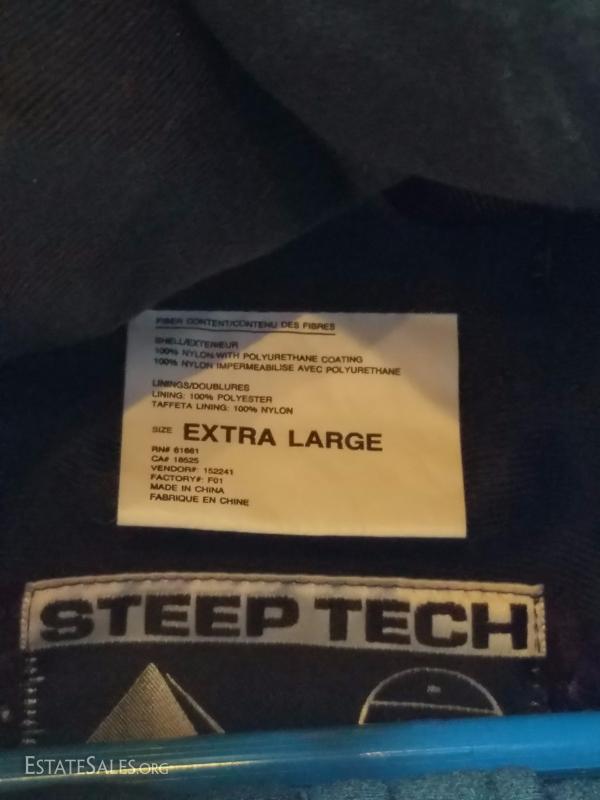 FIBER CONTENT/CONTENU DES FIBRES
SHELL/EXTERIEUR
100% NYLON WITH POLYURETHANE COATING
100% NYLON IMPERMEABILISE AVEC POLYURETHANE
LININGS/DOUBLURES
LINING: 100% POLYESTER
TAFFETA LINING: 100% NYLON
SIZE EXTRA LARGE
RN# 61661
CA# 18525
VENDOR#: 152241
FACTORY#: F01
MADE IN CHINA
FABRIQUE EN CHINE
STEEP TECH
ESTATESALES.ORG